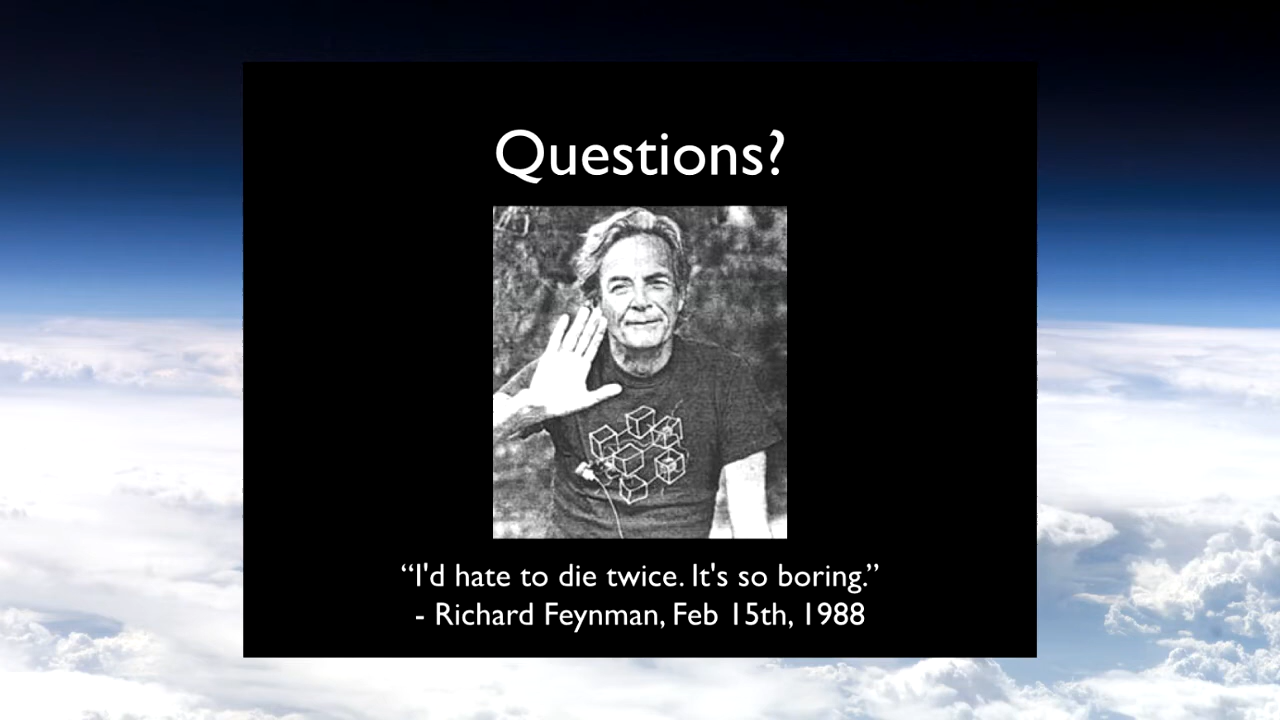 Questions?
“I'd hate to die twice. It's so boring.”
- Richard Feynman, Feb 15th, 1988